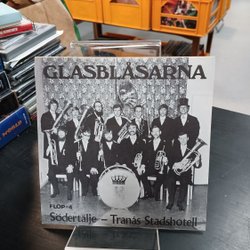 GLASBLÅSARNA
FLOP-4
Södertälje - Tranås Stadshotell